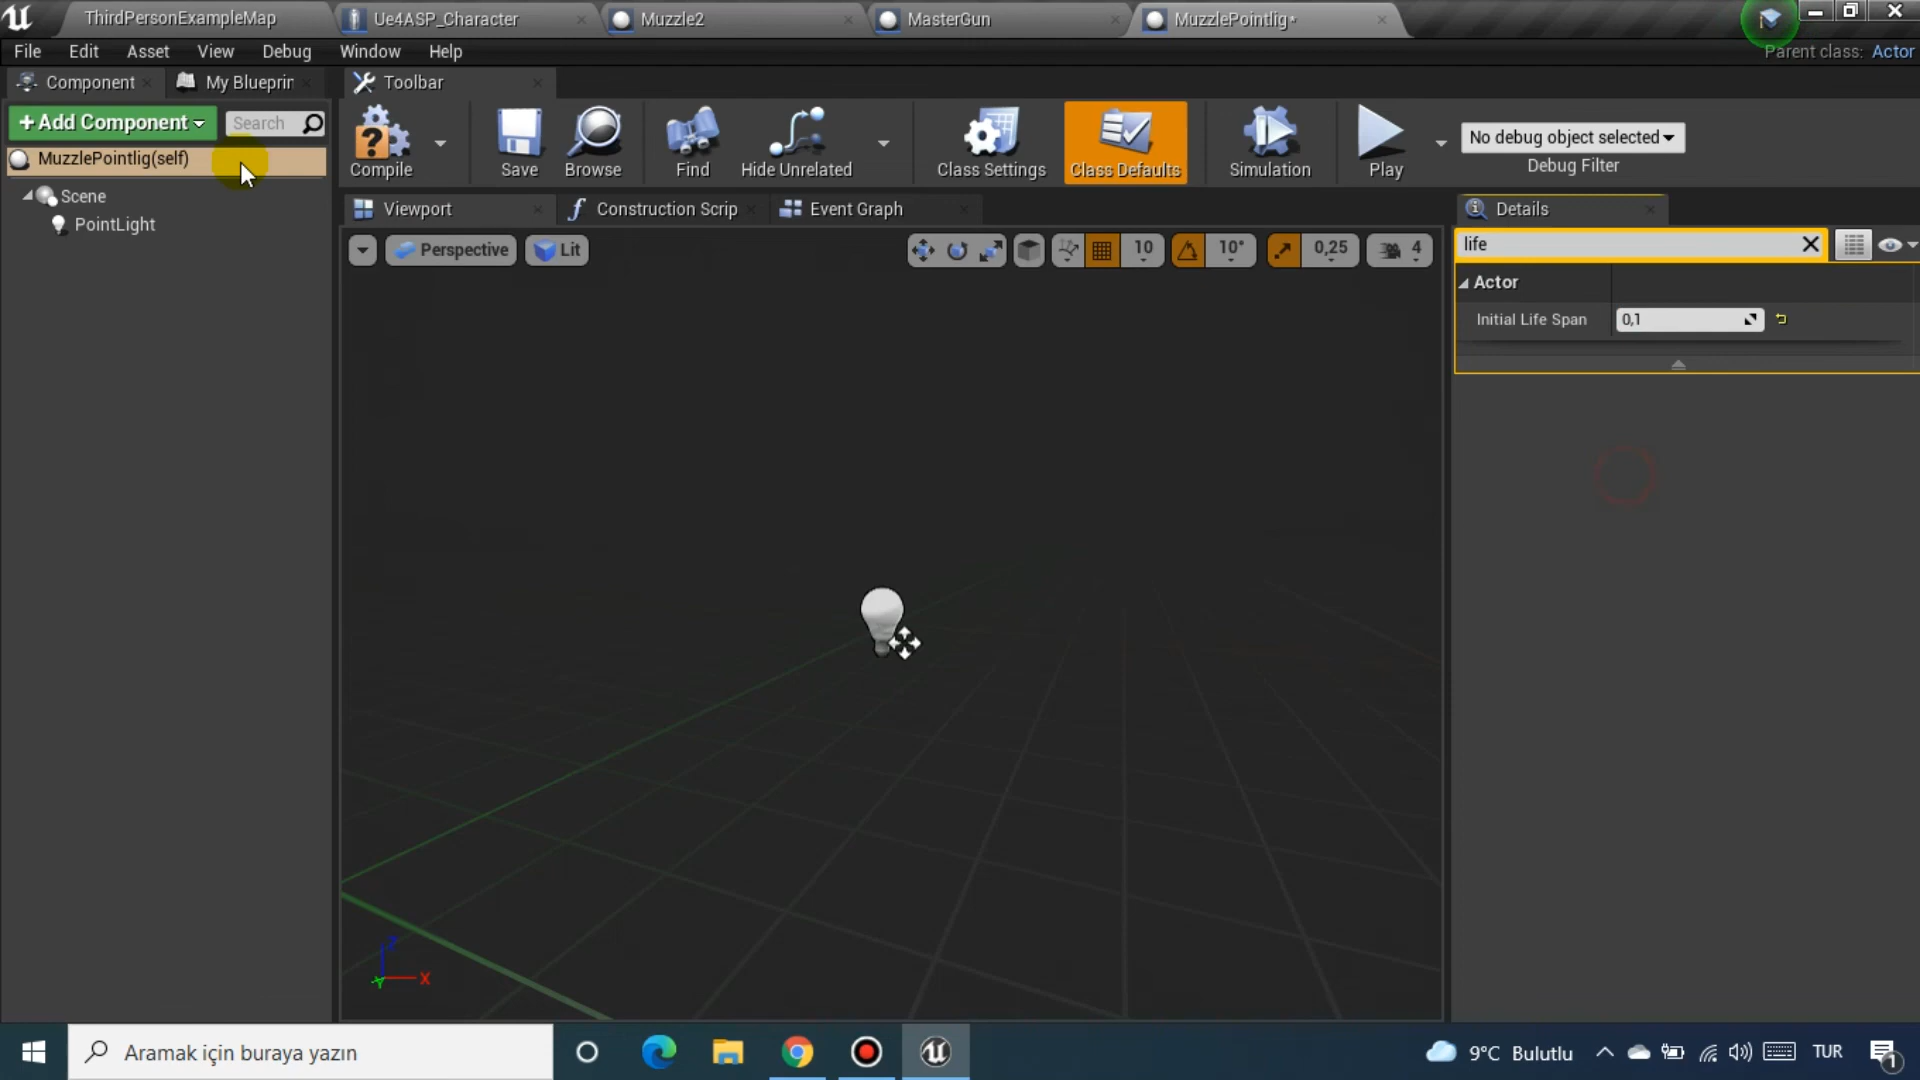 ThirdPersonExampleMap
Ue4ASP_Character
Muzzle2
MasterGun
MuzzlePointlig*
File Edit Asset View Debug Window Help
Parent class: Actor
Component
My Blueprin
Toolbar
+Add Component
Search
MuzzlePointlig(self)
Scene
PointLight
Compile
Save
Browse
Find
Hide Unrelated
Class Settings
Class Defaults
Simulation
Play
No debug object selected
Debug Filter
Viewport
Construction Scrip
Event Graph
Perspective
Lit
10
10°
0,25
4
Details
life
Actor
Initial Life Span
0,1
X
Aramak için buraya yazın
9°C Bulutlu
TUR
1